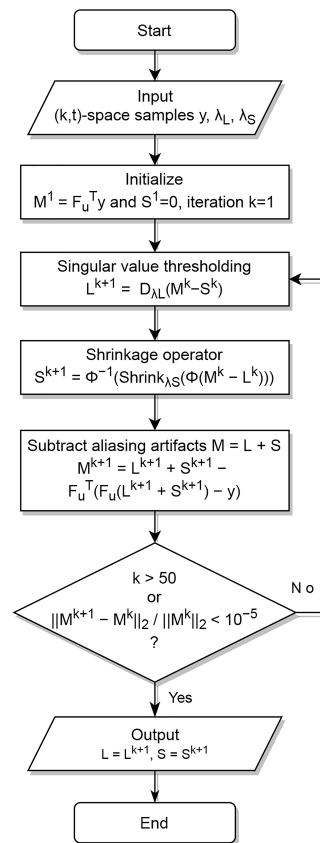 Start
Input
(k,t)-space samples y, λL, λS
Initialize
M¹ = FᵤᵀY and S¹=0, iteration k=1
Singular value thresholding
Lᵏ⁺¹ = DλL(Mᵏ−Sᵏ)
Shrinkage operator
Sᵏ⁺¹ = Φ⁻¹(ShrinkλS(Φ(Mᵏ − Lᵏ)))
Subtract aliasing artifacts M = L + S
Mᵏ⁺¹ = Lᵏ⁺¹ + Sᵏ⁺¹ −
Fᵤᵀ(Fᵤ(Lᵏ⁺¹ + Sᵏ⁺¹) − y)
k > 50
or
||Mᵏ⁺¹ − Mᵏ||₂ / ||Mᵏ||₂ < 10⁻⁵
?
N o
Yes
Output
L = Lᵏ⁺¹, S = Sᵏ⁺¹
End